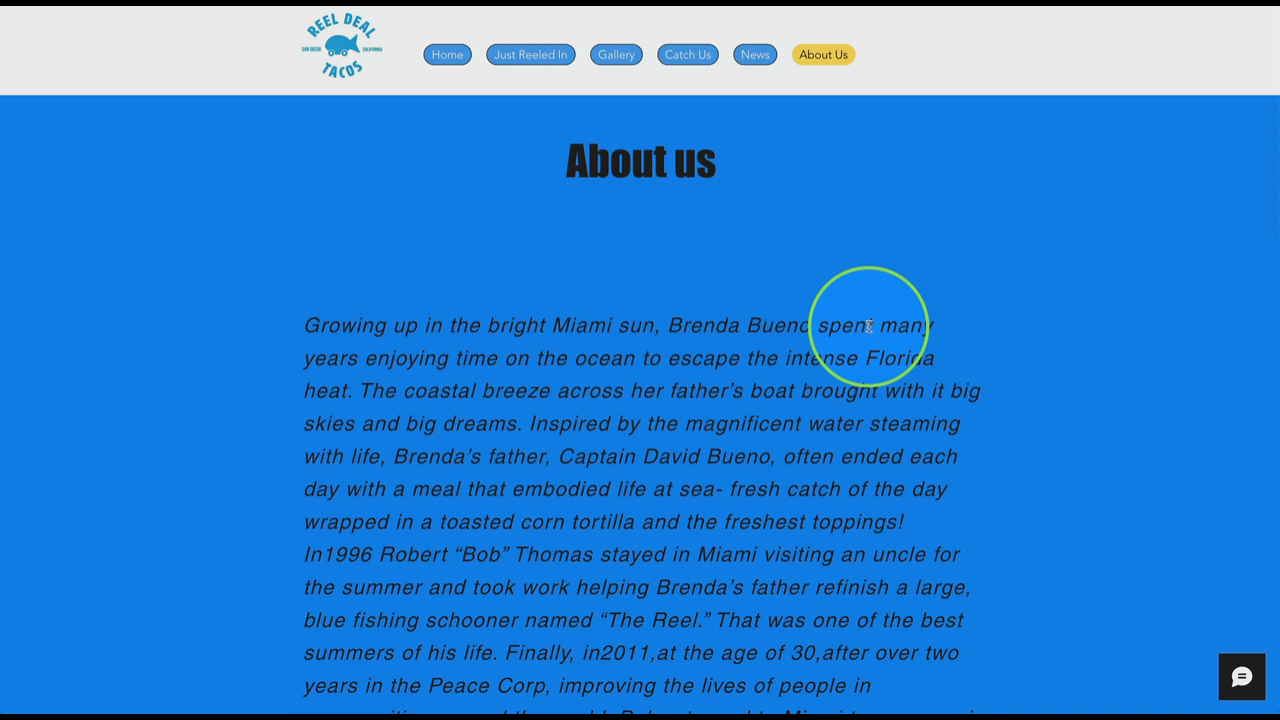 REEL DEAL
SAN DIEGO CALIFORNIA
TACOS
Home Just Reeled In Gallery Catch Us News About Us
About us
Growing up in the bright Miami sun, Brenda Bueno spent many
years enjoying time on the ocean to escape the intense Florida
heat. The coastal breeze across her father’s boat brought with it big
skies and big dreams. Inspired by the magnificent water steaming
with life, Brenda’s father, Captain David Bueno, often ended each
day with a meal that embodied life at sea- fresh catch of the day
wrapped in a toasted corn tortilla and the freshest toppings!
In1996 Robert “Bob” Thomas stayed in Miami visiting an uncle for
the summer and took work helping Brenda’s father refinish a large,
blue fishing schooner named “The Reel.” That was one of the best
summers of his life. Finally, in2011,at the age of 30,after over two
years in the Peace Corp, improving the lives of people in